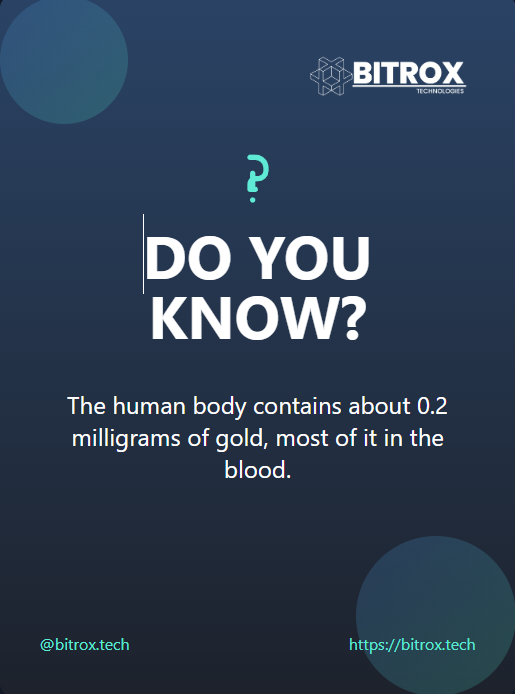 BITROX
TECHNOLOGIES
?
DO YOU
KNOW?
The human body contains about 0.2
milligrams of gold, most of it in the
blood.
@bitrox.tech
https://bitrox.tech